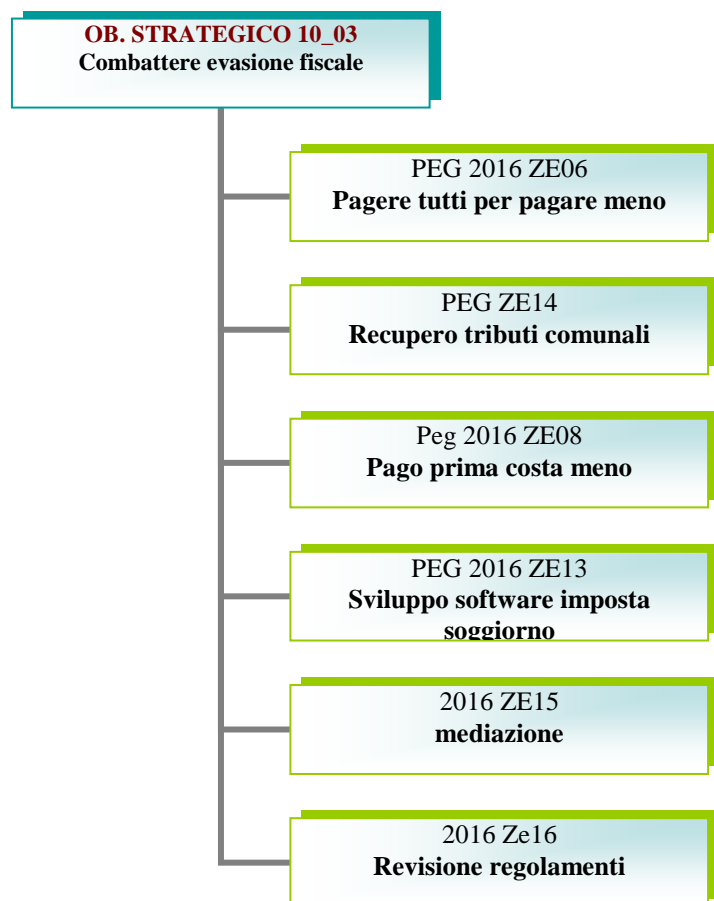 OB. STRATEGICO 10_03
Combattere evasione fiscale
PEG 2016 ZE06
Pagere tutti per pagare meno
PEG ZE14
Recupero tributi comunali
Peg 2016 ZE08
Pago prima costa meno
PEG 2016 ZE13
Sviluppo software imposta
soggiorno
2016 ZE15
mediazione
2016 Ze16
Revisione regolamenti